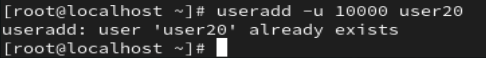 [root@localhost ~]# useradd -u 10000 user20
useradd: user 'user20' already exists
[root@localhost ~]#